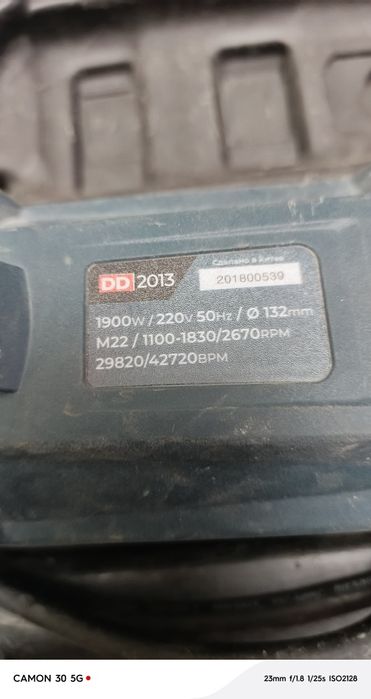 Сделано в Китае
DD 2013 201800539
1900W / 220V 50Hz / Ø 132mm
M22 / 1100-1830/2670RPM
29820/42720BPM
CAMON 30 5G 23mm f/1.8 1/25s ISO2128